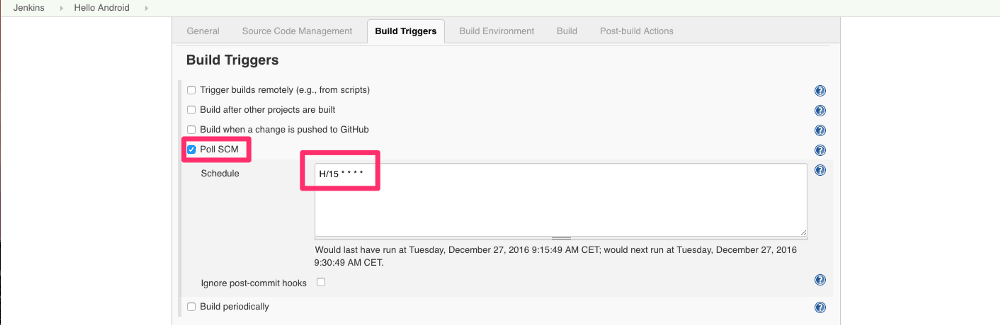 Jenkins Hello Android
General Source Code Management Build Triggers Build Environment Build Post-build Actions
Build Triggers
Trigger builds remotely (e.g., from scripts)
Build after other projects are built
Build when a change is pushed to GitHub
Poll SCM
Schedule
H/15 * * * *
Would last have run at Tuesday, December 27, 2016 9:15:49 AM CET; would next run at Tuesday, December 27, 2016
9:30:49 AM CET.
Ignore post-commit hooks
Build periodically